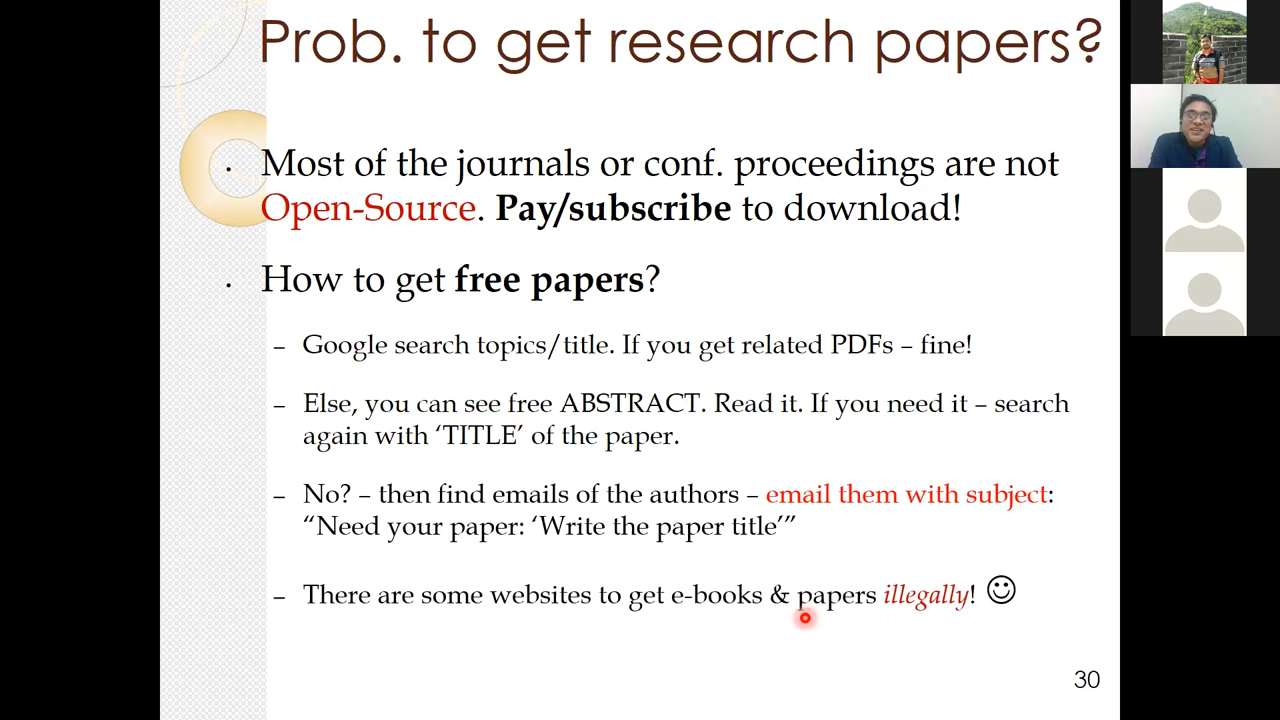 Prob. to get research papers?
· Most of the journals or conf. proceedings are not
Open-Source. Pay/subscribe to download!
· How to get free papers?
– Google search topics/title. If you get related PDFs – fine!
– Else, you can see free ABSTRACT. Read it. If you need it – search
again with ‘TITLE’ of the paper.
– No? – then find emails of the authors – email them with subject:
“Need your paper: ‘Write the paper title’”
– There are some websites to get e-books & papers illegally! ☺
30